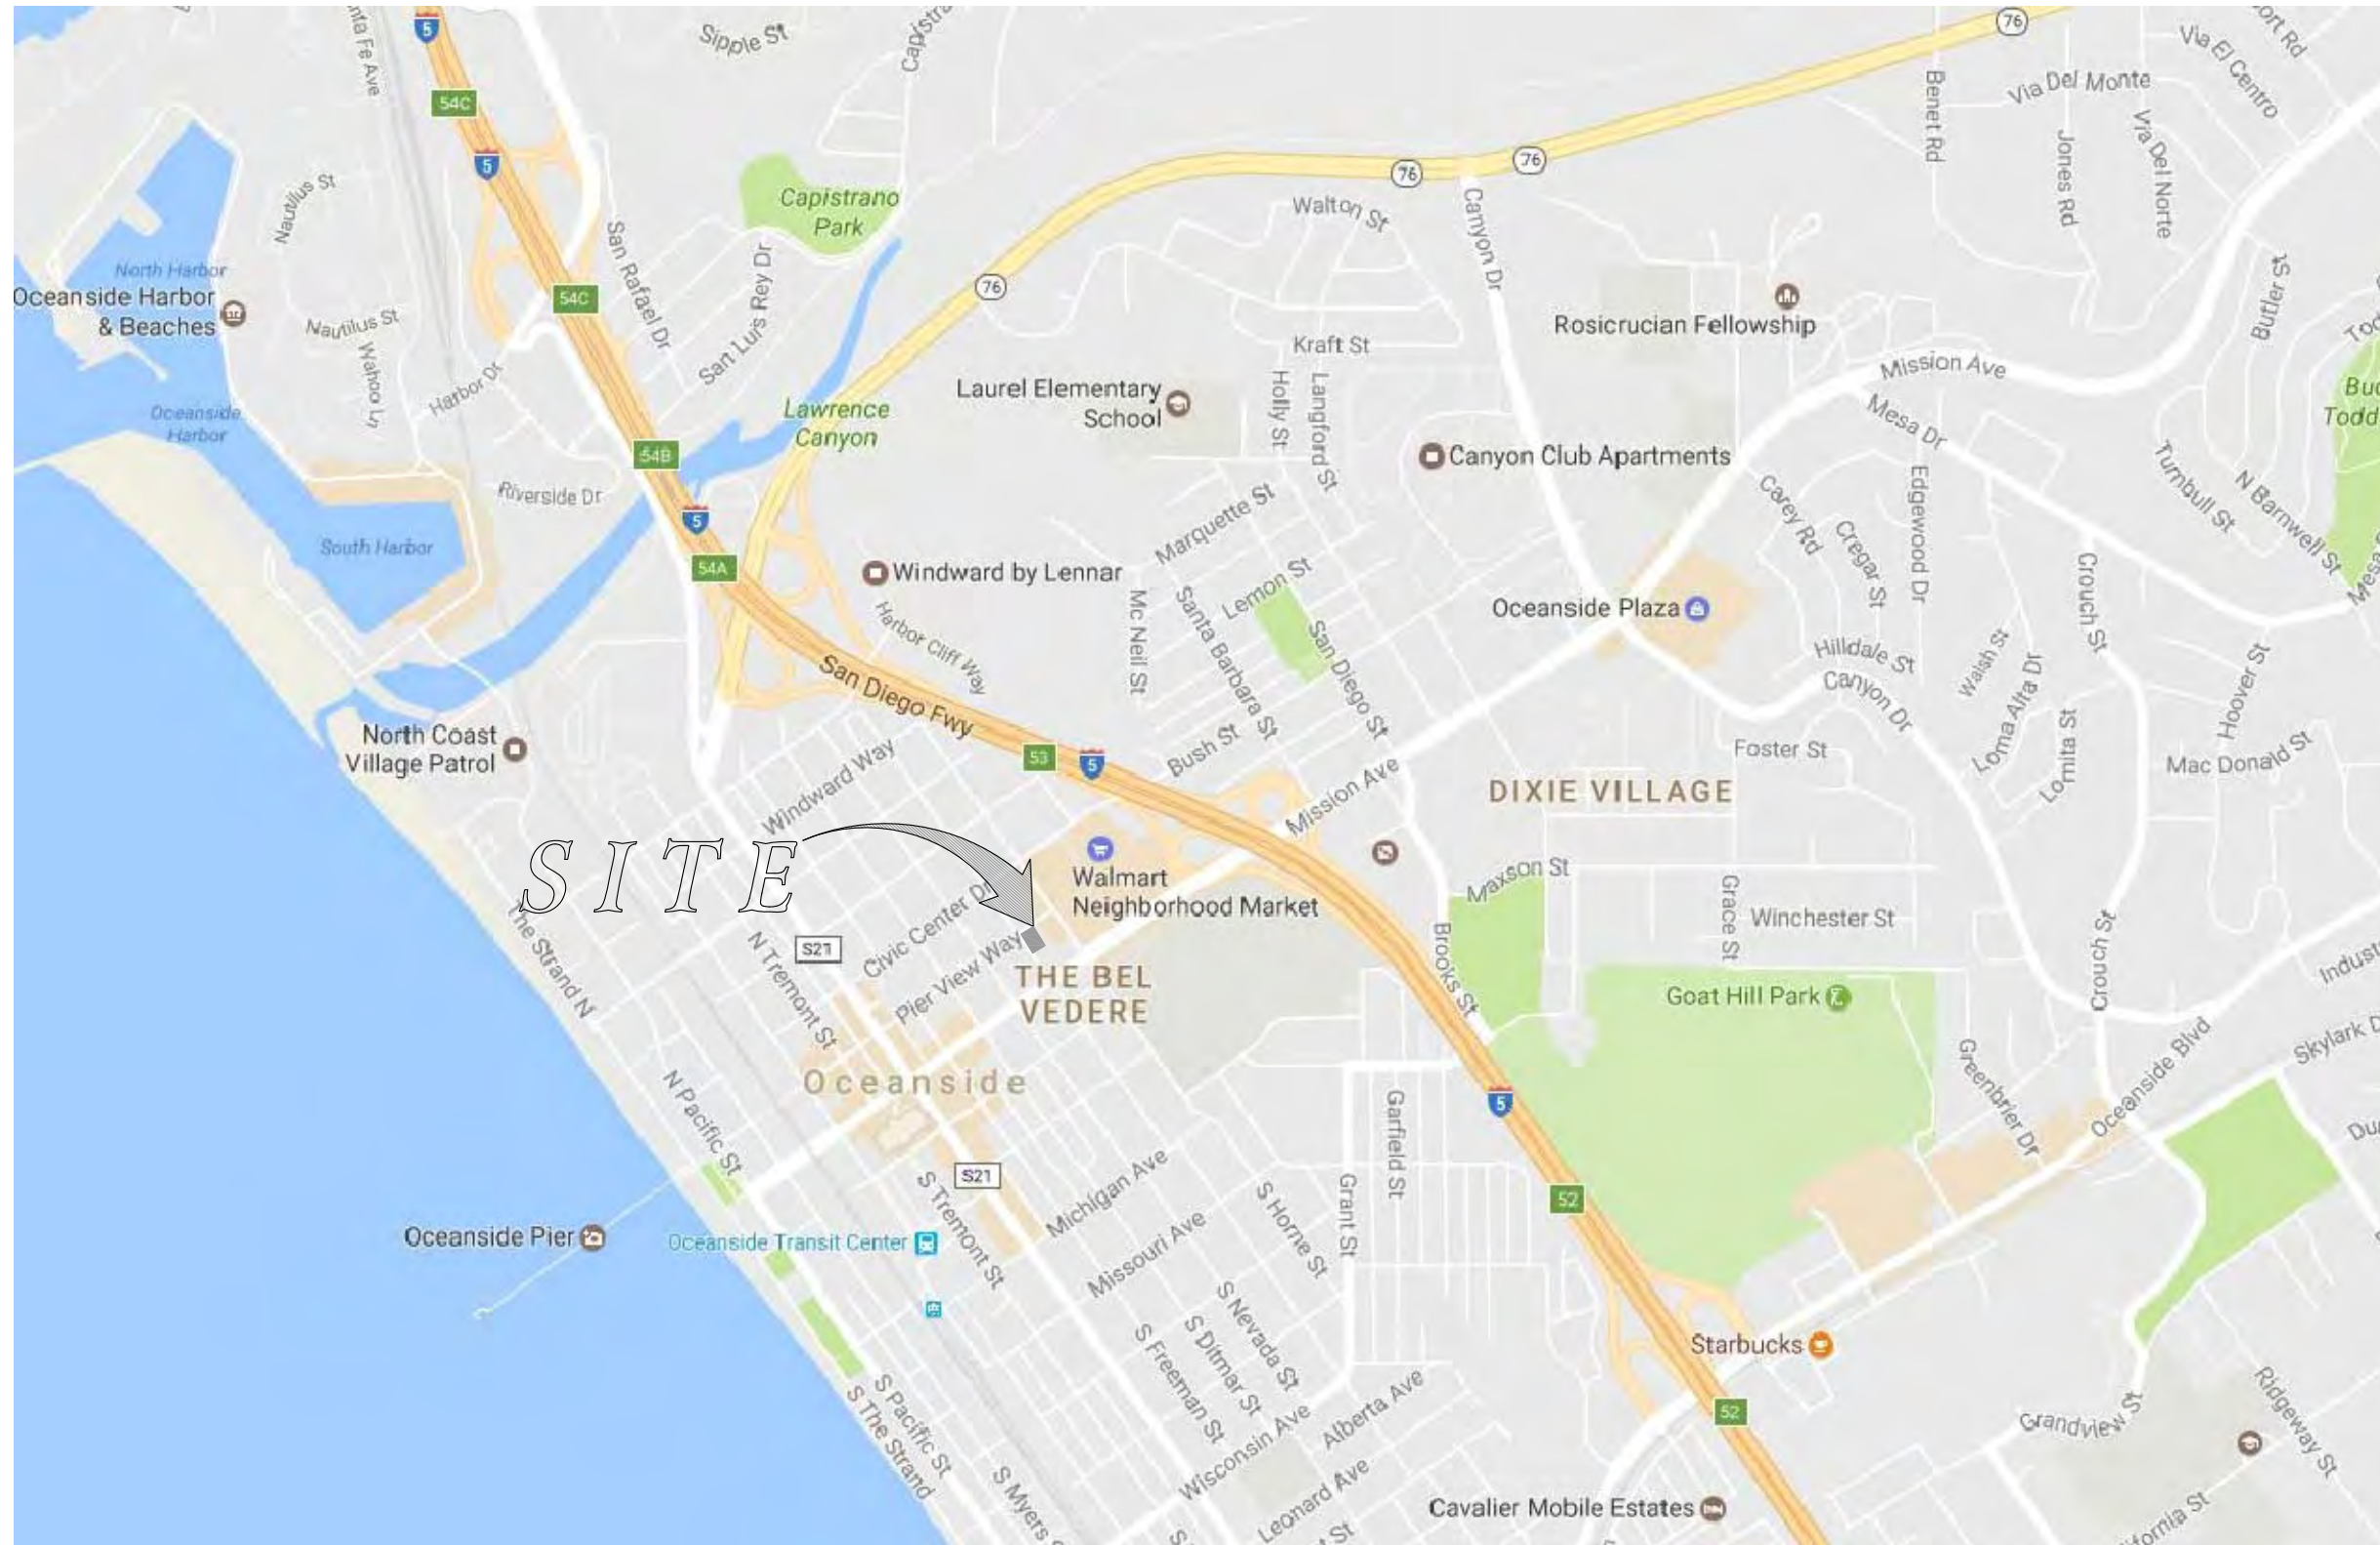 5
Sipple St
76
54C
Via El Centro
Via Del Monte
Benet Rd
5
76
76
Jones Rd
Via Del Norte
Nautilus St
Capistrano
Park
Walton St
Canyon Dr
San Rafael Dr
San Luis Rey Dr
North Harbor
Oceanside Harbor
& Beaches
54C
76
Butler St
Nautilus St
Wahoo Ln
Harbor Dr
Kraft St
Rosicrucian Fellowship
Mission Ave
Laurel Elementary
School
Holly St
Langford St
Mesa Dr
Oceanside
Harbor
Lawrence
Canyon
54B
Canyon Club Apartments
Riverside Dr
Marquette St
Carey Rd
Cregar St
Edgewood Dr
Turnbull St
N Barnwell St
5
South Harbor
54A
Windward by Lennar
Lemon St
Mc Neil St
Santa Barbara St
San Diego St
Harbor Cliff Way
Oceanside Plaza
Crouch St
Hilldale St
Canyon Dr
Walsh St
Loma Alta Dr
Lomita St
Hoover St
Mac Donald St
San Diego Fwy
North Coast
Village Patrol
Windward Way
53
5
Bush St
Mission Ave
Foster St
DIXIE VILLAGE
SITE
Walmart
Neighborhood Market
Maxson St
Grace St
Winchester St
The Strand N
N Tremont St
S21
Civic Center Dr
Pier View Way
THE BEL
VEDERE
Brooks St
Crouch St
Goat Hill Park
Oceanside
N Pacific St
Garfield St
5
Greenbrier Dr
Oceanside Blvd
S21
S Tremont St
Michigan Ave
Missouri Ave
S Horne St
Grant St
52
Oceanside Pier
Oceanside Transit Center
S Nevada St
S Ditmar St
S Freeman St
Starbucks
S Pacific St
S The Strand
Wisconsin Ave
Alberta Ave
52
Grandview St
Ridgeway St
Leonard Ave
S Myers
Cavalier Mobile Estates